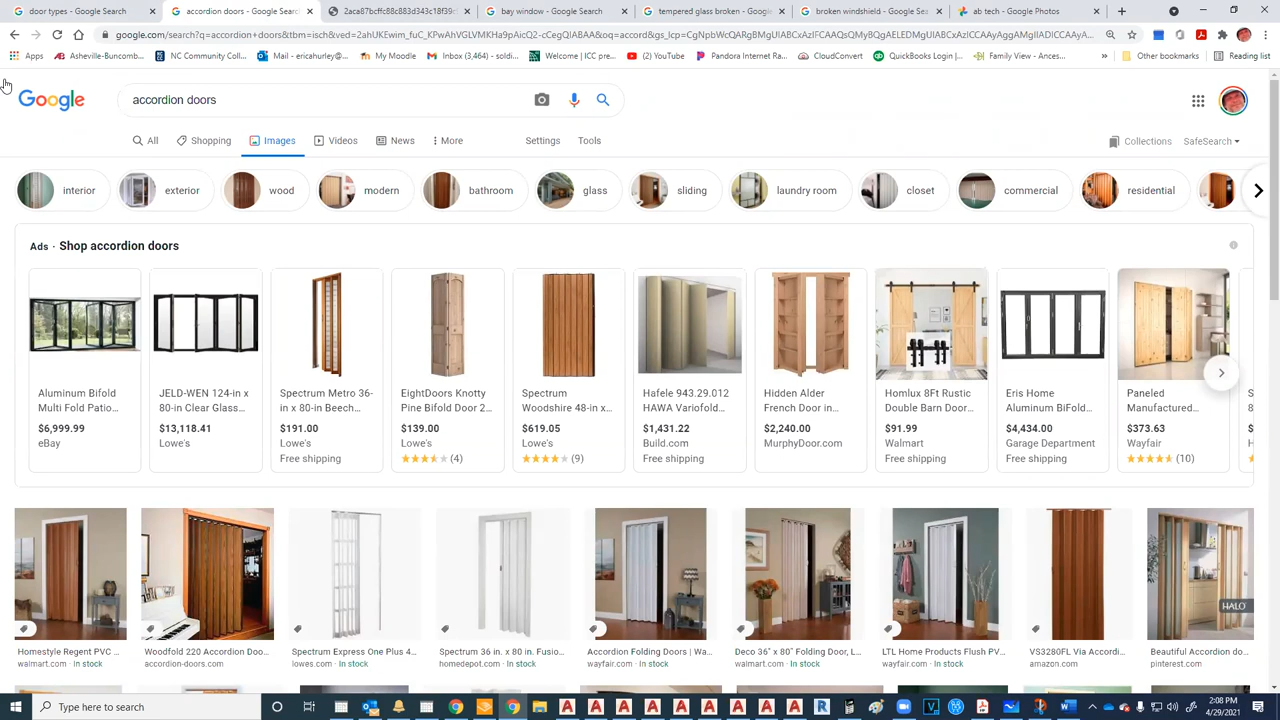 door types - Google Search
accordion doors - Google Search
2aca87bcffc88c883d343c18f39c
bay window - Google Search
tempered glass broken - Google
broken windshield - Google Sea
ab tech - Google Photos
Apps
Asheville-Buncomb...
NC Community Coll...
Mail - ericahurley@...
My Moodle
Inbox (3,464) - soldi...
Welcome | ICC pre...
(2) YouTube
Pandora Internet Ra...
CloudConvert
QuickBooks Login |...
Family View - Ances...
Other bookmarks
Reading list
Google
accordion doors
All
Shopping
Images
Videos
News
More
Settings
Tools
Collections
SafeSearch
interior
exterior
wood
modern
bathroom
glass
sliding
laundry room
closet
commercial
residential
Ads · Shop accordion doors
Aluminum Bifold
Multi Fold Patio...
$6,999.99
eBay
JELD-WEN 124-in x
80-in Clear Glass...
$13,118.41
Lowe's
Spectrum Metro 36-
in x 80-in Beech...
$191.00
Lowe's
Free shipping
EightDoors Knotty
Pine Bifold Door 2...
$139.00
Lowe's
(4)
Spectrum
Woodshire 48-in x...
$619.05
Lowe's
(9)
Hafele 943.29.012
HAWA Variofold...
$1,431.22
Build.com
Free shipping
Hidden Alder
French Door in...
$2,240.00
MurphyDoor.com
Homlux 8Ft Rustic
Double Barn Door...
$91.99
Walmart
Free shipping
Eris Home
Aluminum BiFold...
$4,434.00
Garage Department
Free shipping
Paneled
Manufactured...
$373.63
Wayfair
(10)
HALO
Homestyle Regent PVC ...
walmart.com · In stock
Woodfold 220 Accordion Doo...
accordion-doors.com
Spectrum Express One Plus 4...
lowes.com · In stock
Spectrum 36 in. x 80 in. Fusio...
homedepot.com · In stock
Accordion Folding Doors | Wa...
wayfair.com · In stock
Deco 36" x 80" Folding Door, L...
walmart.com · In stock
LTL Home Products Flush PV...
wayfair.com · In stock
VS3280FL Via Accordi...
amazon.com
Beautiful Accordion do...
pinterest.com
Type here to search
2:08 PM
4/29/2021